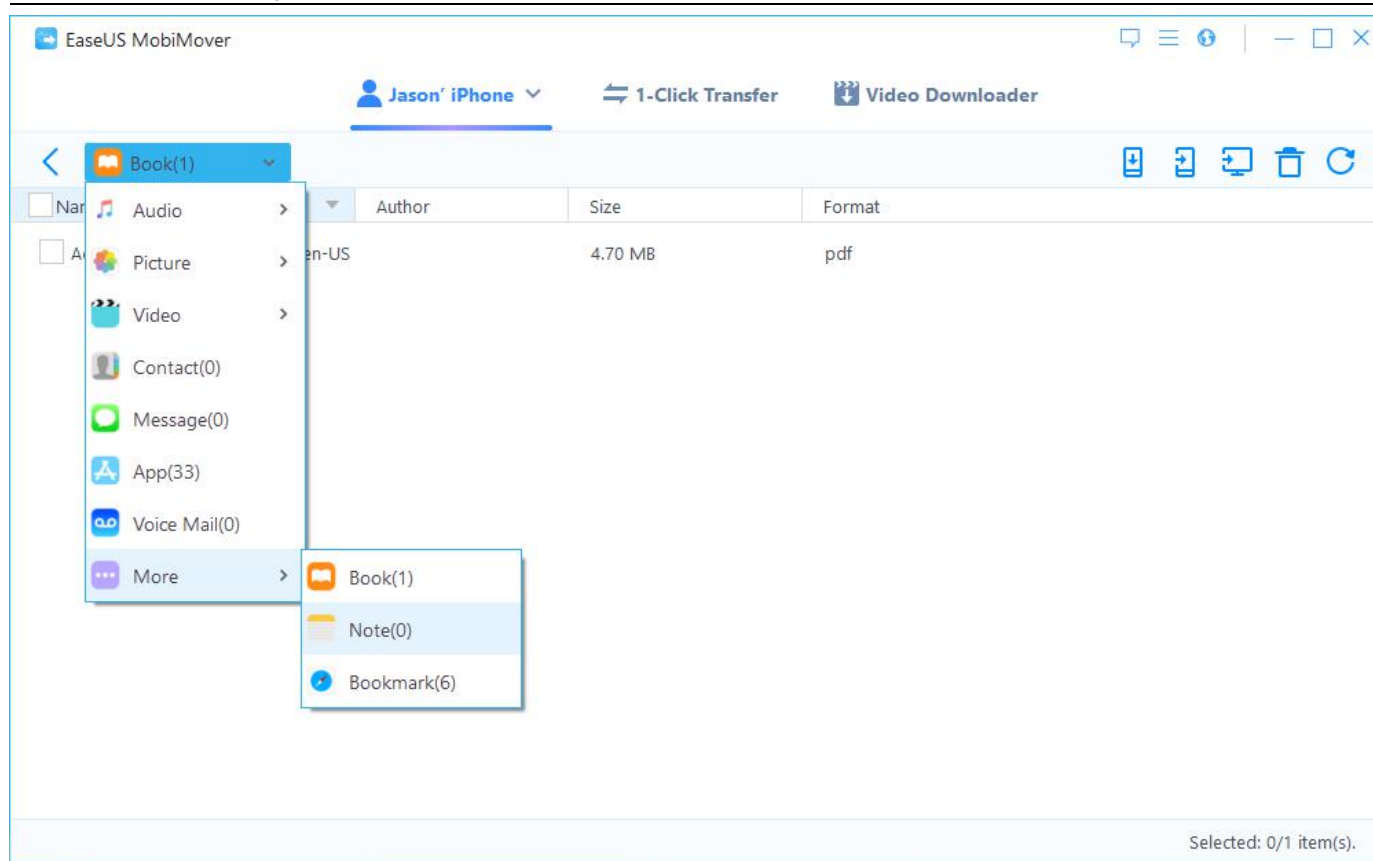 EaseUS MobiMover
Jason' iPhone
1-Click Transfer
Video Downloader
Book(1)
Author
Size
Format
en-US
4.70 MB
pdf
Audio
Picture
Video
Contact(0)
Message(0)
App(33)
Voice Mail(0)
More
Book(1)
Note(0)
Bookmark(6)
Selected: 0/1 item(s).